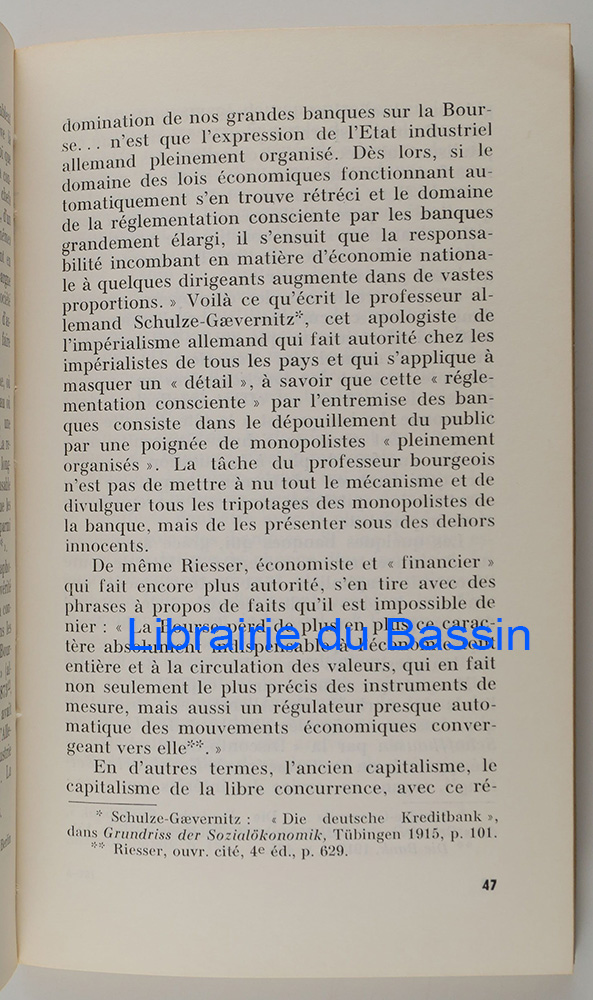 domination de nos grandes banques sur la Bour-
se... n'est que l'expression de l'Etat industriel
allemand pleinement organisé. Dès lors, si le
domaine des lois économiques fonctionnant au-
tomatiquement s'en trouve rétréci et le domaine
de la réglementation consciente par les banques
grandement élargi, il s'ensuit que la responsa-
bilité incombant en matière d'économie nationa-
le à quelques dirigeants augmente dans de vastes
proportions. » Voilà ce qu'écrit le professeur al-
lemand Schulze-Gævernitz*, cet apologiste de
l'impérialisme allemand qui fait autorité chez les
impérialistes de tous les pays et qui s'applique à
masquer un « détail », à savoir que cette « régle-
mentation consciente » par l'entremise des ban-
ques consiste dans le dépouillement du public
par une poignée de monopolistes « pleinement
organisés ». La tâche du professeur bourgeois
n'est pas de mettre à nu tout le mécanisme et de
divulguer tous les tripotages des monopolistes de
la banque, mais de les présenter sous des dehors
innocents.
De même Riesser, économiste et « financier »
qui fait encore plus autorité, s'en tire avec des
phrases à propos de faits qu'il est impossible de
nier : « La Bourse perd de plus en plus ce carac-
Librairie du Bassin
tère absolument indispensable à l'économie tout
entière et à la circulation des valeurs, qui en fait
non seulement le plus précis des instruments de
mesure, mais aussi un régulateur presque auto-
matique des mouvements économiques conver-
geant vers elle**. »
En d'autres termes, l'ancien capitalisme, le
capitalisme de la libre concurrence, avec ce ré-
* Schulze-Gævernitz : « Die deutsche Kreditbank »,
dans Grundriss der Sozialökonomik, Tübingen 1915, p. 101.
** Riesser, ouvr. cité, 4e éd., p. 629.
47